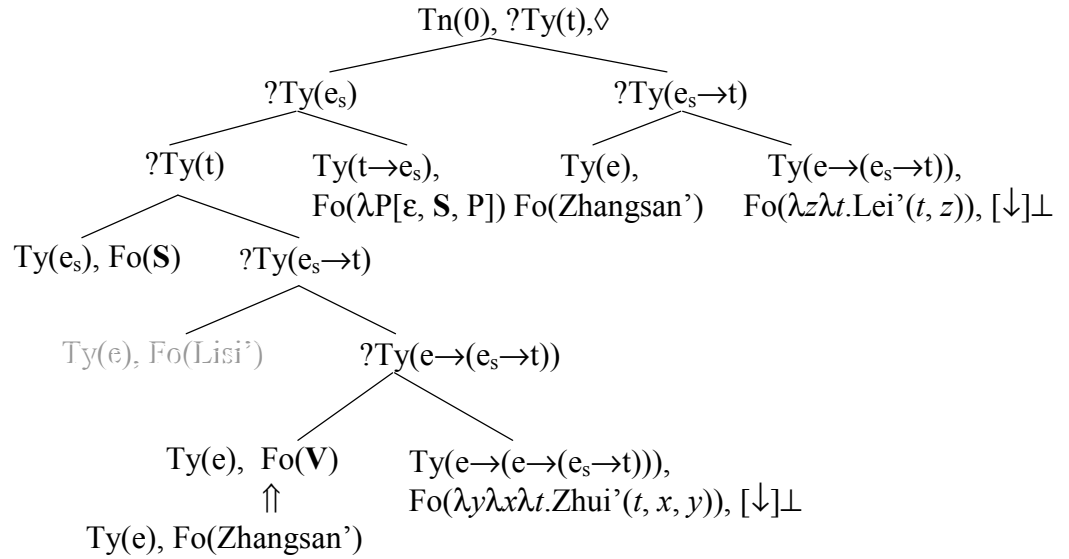 Tn(0), ?Ty(t),◊
?Ty(eₛ) ?Ty(eₛ→t)
?Ty(t) Ty(t→eₛ), Ty(e), Ty(e→(eₛ→t)),
Fo(λP[ε, S, P]) Fo(Zhangsan’) Fo(λzλt.Lei’(t, z)), [↓]⊥
Ty(eₛ), Fo(S) ?Ty(eₛ→t)
Ty(e), Fo(Lisi’) ?Ty(e→(eₛ→t))
Ty(e), Fo(V) Ty(e→(e→(eₛ→t))),
⇑ Fo(λyλxλt.Zhui’(t, x, y)), [↓]⊥
Ty(e), Fo(Zhangsan’)